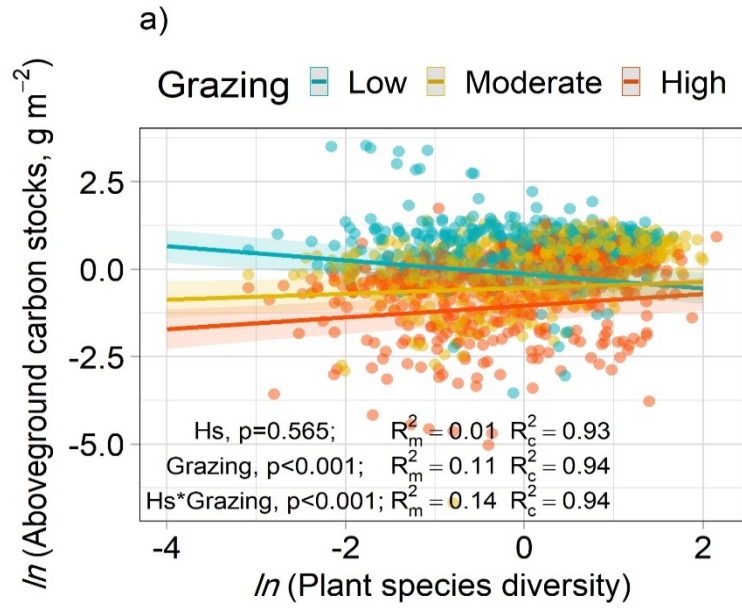 a)
Grazing Low Moderate High
ln (Aboveground carbon stocks, g m⁻²)
2.5
0.0
-2.5
-5.0
Hs, p=0.565; R²m = 0.01 R²c = 0.93
Grazing, p<0.001; R²m = 0.11 R²c = 0.94
Hs*Grazing, p<0.001; R²m = 0.14 R²c = 0.94
-4 -2 0 2
ln (Plant species diversity)